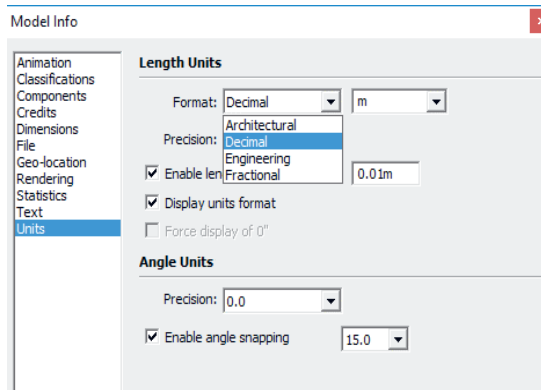 Model Info
Animation
Classifications
Components
Credits
Dimensions
File
Geo-location
Rendering
Statistics
Text
Units
Length Units
Format: Decimal m
Architectural
Decimal
Engineering
Fractional
Precision:
Enable len 0.01m
Display units format
Force display of 0"
Angle Units
Precision: 0.0
Enable angle snapping 15.0